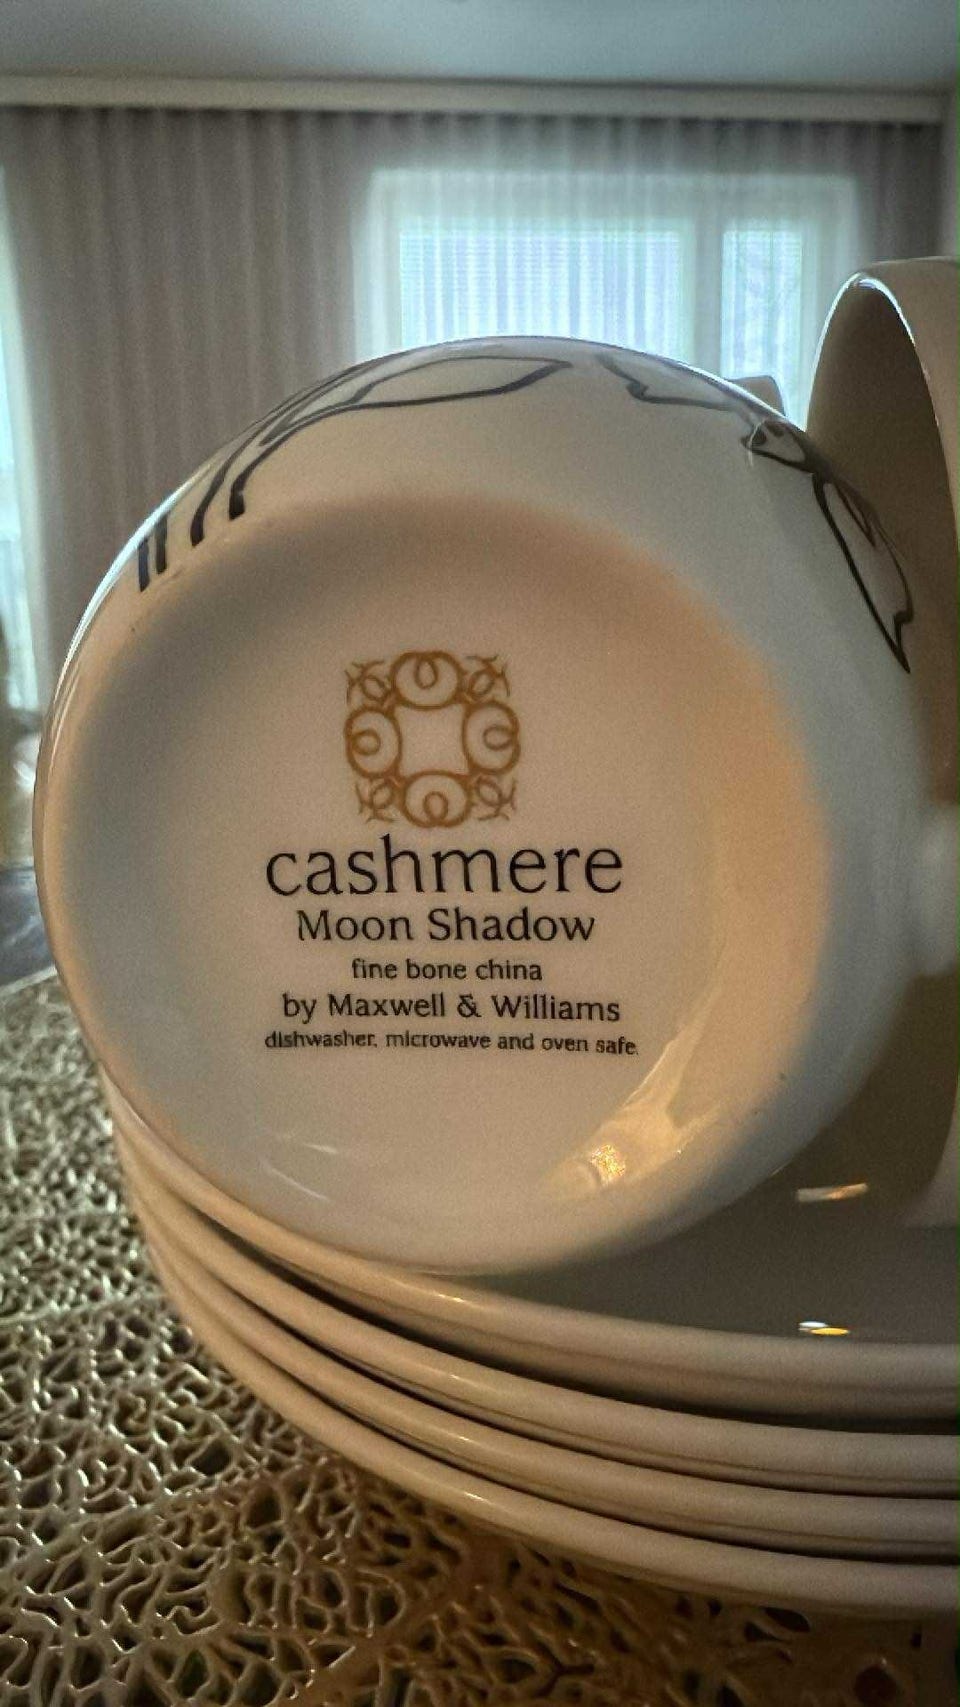 cashmere
Moon Shadow
fine bone china
by Maxwell & Williams
dishwasher, microwave and oven safe.